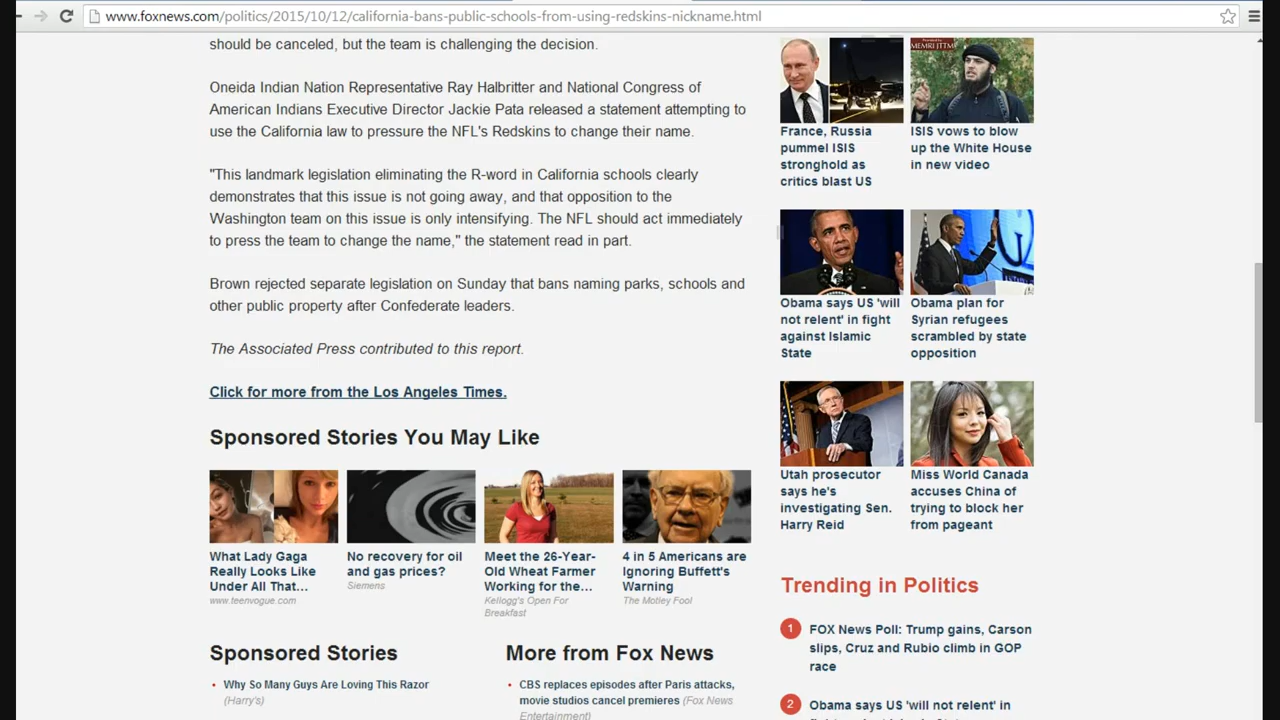 www.foxnews.com/politics/2015/10/12/california-bans-public-schools-from-using-redskins-nickname.html
should be canceled, but the team is challenging the decision.
Oneida Indian Nation Representative Ray Halbritter and National Congress of
American Indians Executive Director Jackie Pata released a statement attempting to
use the California law to pressure the NFL's Redskins to change their name.
"This landmark legislation eliminating the R-word in California schools clearly
demonstrates that this issue is not going away, and that opposition to the
Washington team on this issue is only intensifying. The NFL should act immediately
to press the team to change the name," the statement read in part.
Brown rejected separate legislation on Sunday that bans naming parks, schools and
other public property after Confederate leaders.
The Associated Press contributed to this report.
Click for more from the Los Angeles Times.
Sponsored Stories You May Like
What Lady Gaga
Really Looks Like
Under All That...
www.teenvogue.com
No recovery for oil
and gas prices?
Siemens
Meet the 26-Year-
Old Wheat Farmer
Working for the...
Kellogg's Open For
Breakfast
4 in 5 Americans are
Ignoring Buffett's
Warning
The Motley Fool
Sponsored Stories
• Why So Many Guys Are Loving This Razor
(Harry's)
More from Fox News
• CBS replaces episodes after Paris attacks,
movie studios cancel premieres (Fox News
Entertainment)
MEMRI JTTM
France, Russia
pummel ISIS
stronghold as
critics blast US
ISIS vows to blow
up the White House
in new video
Obama says US 'will
not relent' in fight
against Islamic
State
Obama plan for
Syrian refugees
scrambled by state
opposition
Utah prosecutor
says he's
investigating Sen.
Harry Reid
Miss World Canada
accuses China of
trying to block her
from pageant
Trending in Politics
1 FOX News Poll: Trump gains, Carson
slips, Cruz and Rubio climb in GOP
race
2 Obama says US 'will not relent' in